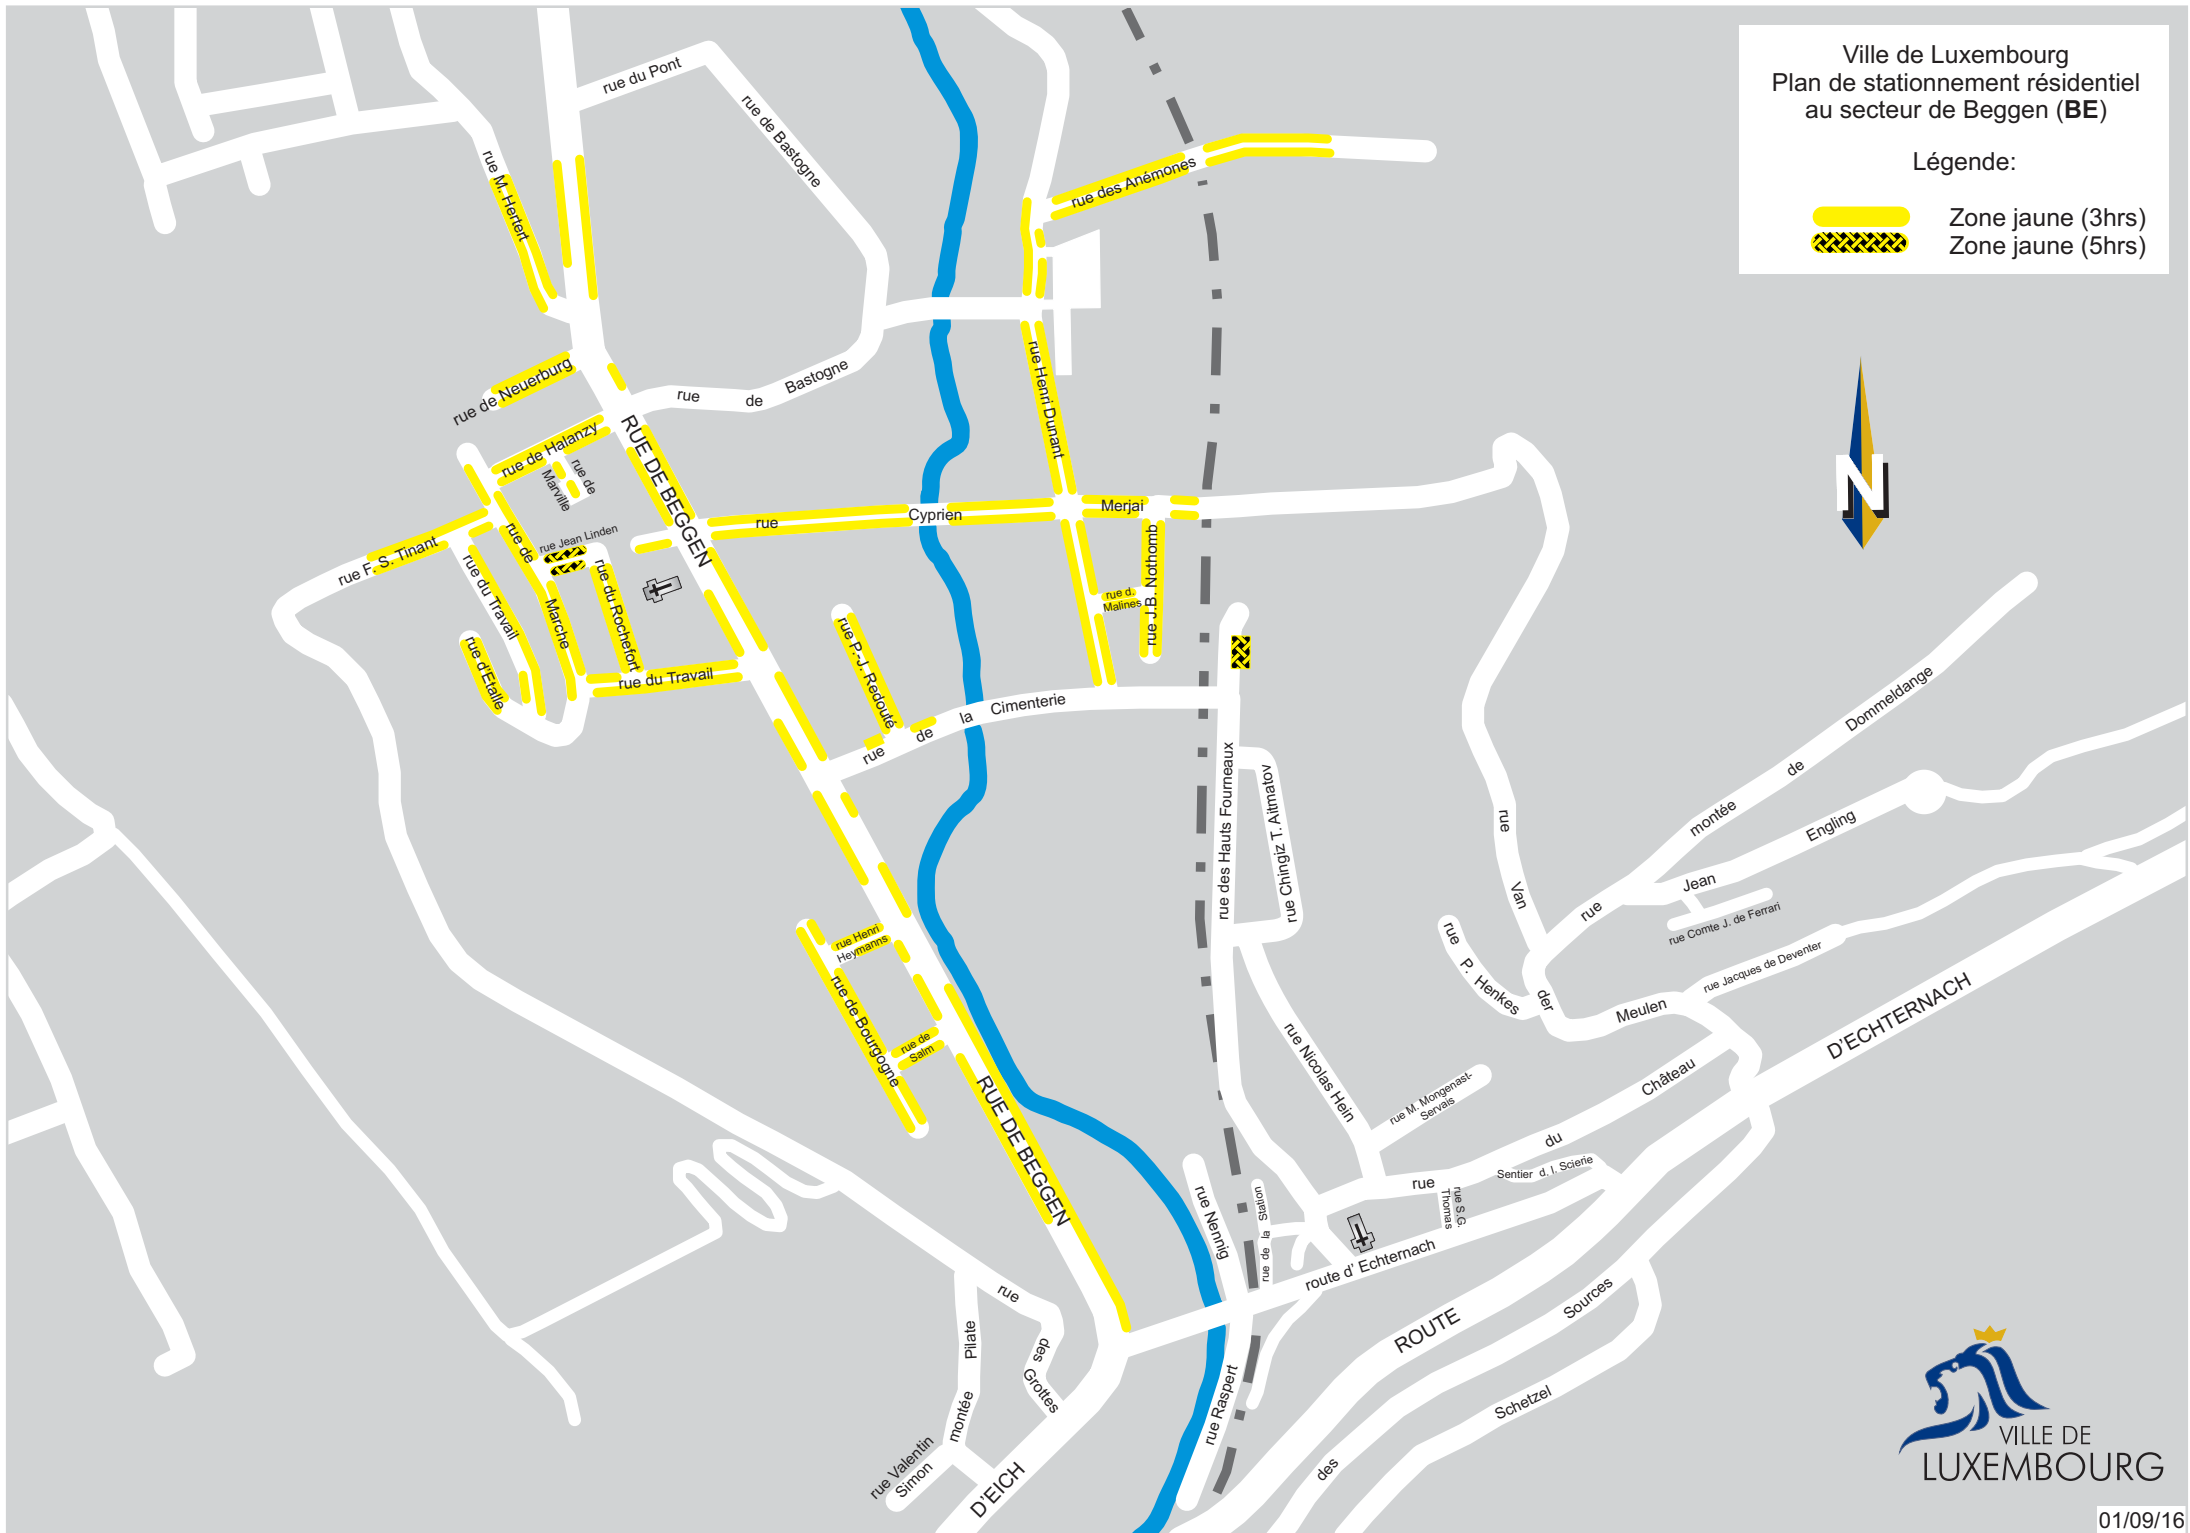 Ville de Luxembourg
Plan de stationnement résidentiel
au secteur de Beggen (BE)
Légende:
Zone jaune (3hrs)
Zone jaune (5hrs)
rue du Pont
rue de Bastogne
rue M. Hertert
rue des Anémones
rue de Neuerburg
rue de Bastogne
rue Henri Dunant
rue de Halanzy
rue de
Marville
RUE DE BEGGEN
rue Cyprien Merjai
rue Jean Linden
rue F. S. Tinant
rue du Travail
rue de Marche
rue du Rochefort
rue d'Etalle
rue du Travail
rue P.-J. Redouté
rue d.
Malines
rue J.B. Nothomb
rue de la Cimenterie
rue des Hauts Fourneaux
rue Chingiz T. Aitmatov
rue Van der Meulen
montée de Dommeldange
rue Jean Engling
rue Comte J. de Ferrari
rue Jacques de Deventer
rue P. Henkes
rue Henri
Heymanns
rue de Bourgogne
rue de
Salm
RUE DE BEGGEN
rue Nicolas Hein
rue M. Mongenast-
Servais
rue du Château
Sentier d. l. Scierie
rue S.G.
Thomas
rue Nennig
rue de la Station
route d' Echternach
ROUTE D'ECHTERNACH
rue des Grottes
montée Pilate
rue Valentin
Simon
D'EICH
rue Raspert
des Sources
Schetzel
N
VILLE DE
LUXEMBOURG
01/09/16